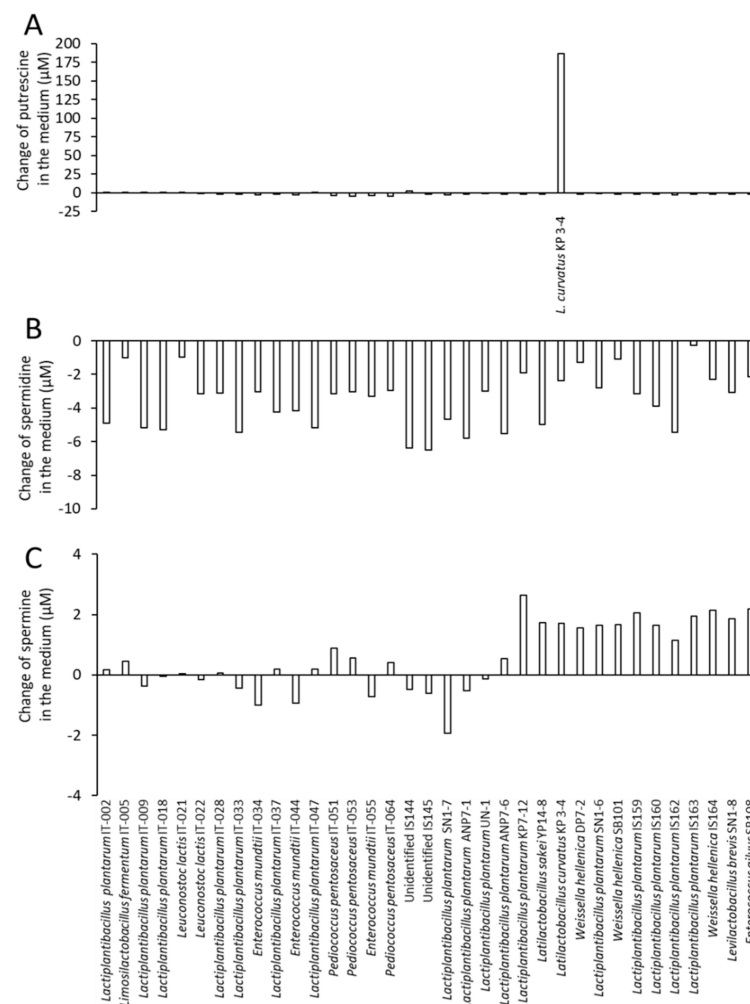 A
Change of putrescine
in the medium (µM)
200
175
150
125
100
75
50
25
0
-25
L. curvatus KP 3-4
B
Change of spermidine
in the medium (µM)
0
-2
-4
-6
-8
-10
C
Change of spermine
in the medium (µM)
4
2
0
-2
-4
Lactiplantibacillus plantarum IT-002
Limosilactobacillus fermentum IT-005
Lactiplantibacillus plantarum IT-009
Lactiplantibacillus plantarum IT-018
Leuconostoc lactis IT-021
Leuconostoc lactis IT-022
Lactiplantibacillus plantarum IT-028
Lactiplantibacillus plantarum IT-033
Enterococcus mundtii IT-034
Lactiplantibacillus plantarum IT-037
Enterococcus mundtii IT-044
Lactiplantibacillus plantarum IT-047
Pediococcus pentosaceus IT-051
Pediococcus pentosaceus IT-053
Enterococcus mundtii IT-055
Pediococcus pentosaceus IT-064
Unidentified IS144
Unidentified IS145
Lactiplantibacillus plantarum SN1-7
actiplantibacillus plantarum ANP7-1
Lactiplantibacillus plantarum UN-1
Lactiplantibacillus plantarum ANP7-6
Lactiplantibacillus plantarum KP7-12
Latilactobacillus sakei YP14-8
Latilactobacillus curvatus KP 3-4
Weissella hellenica DP7-2
Lactiplantibacillus plantarum SN1-6
Weissella hellenica SB101
Lactiplantibacillus plantarum IS159
Lactiplantibacillus plantarum IS160
Lactiplantibacillus plantarum IS162
Lactiplantibacillus plantarum IS163
Weissella hellenica IS164
Levilactobacillus brevis SN1-8